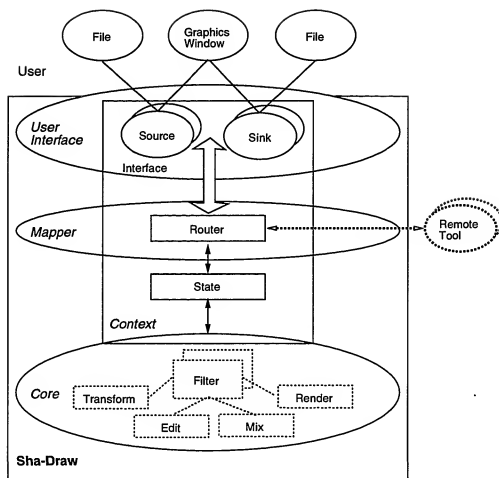 File
Graphics
Window
File
User
User
Interface
Source
Sink
Interface
Mapper
Router
Remote
Tool
State
Context
Core
Filter
Transform
Render
Edit
Mix
Sha-Draw